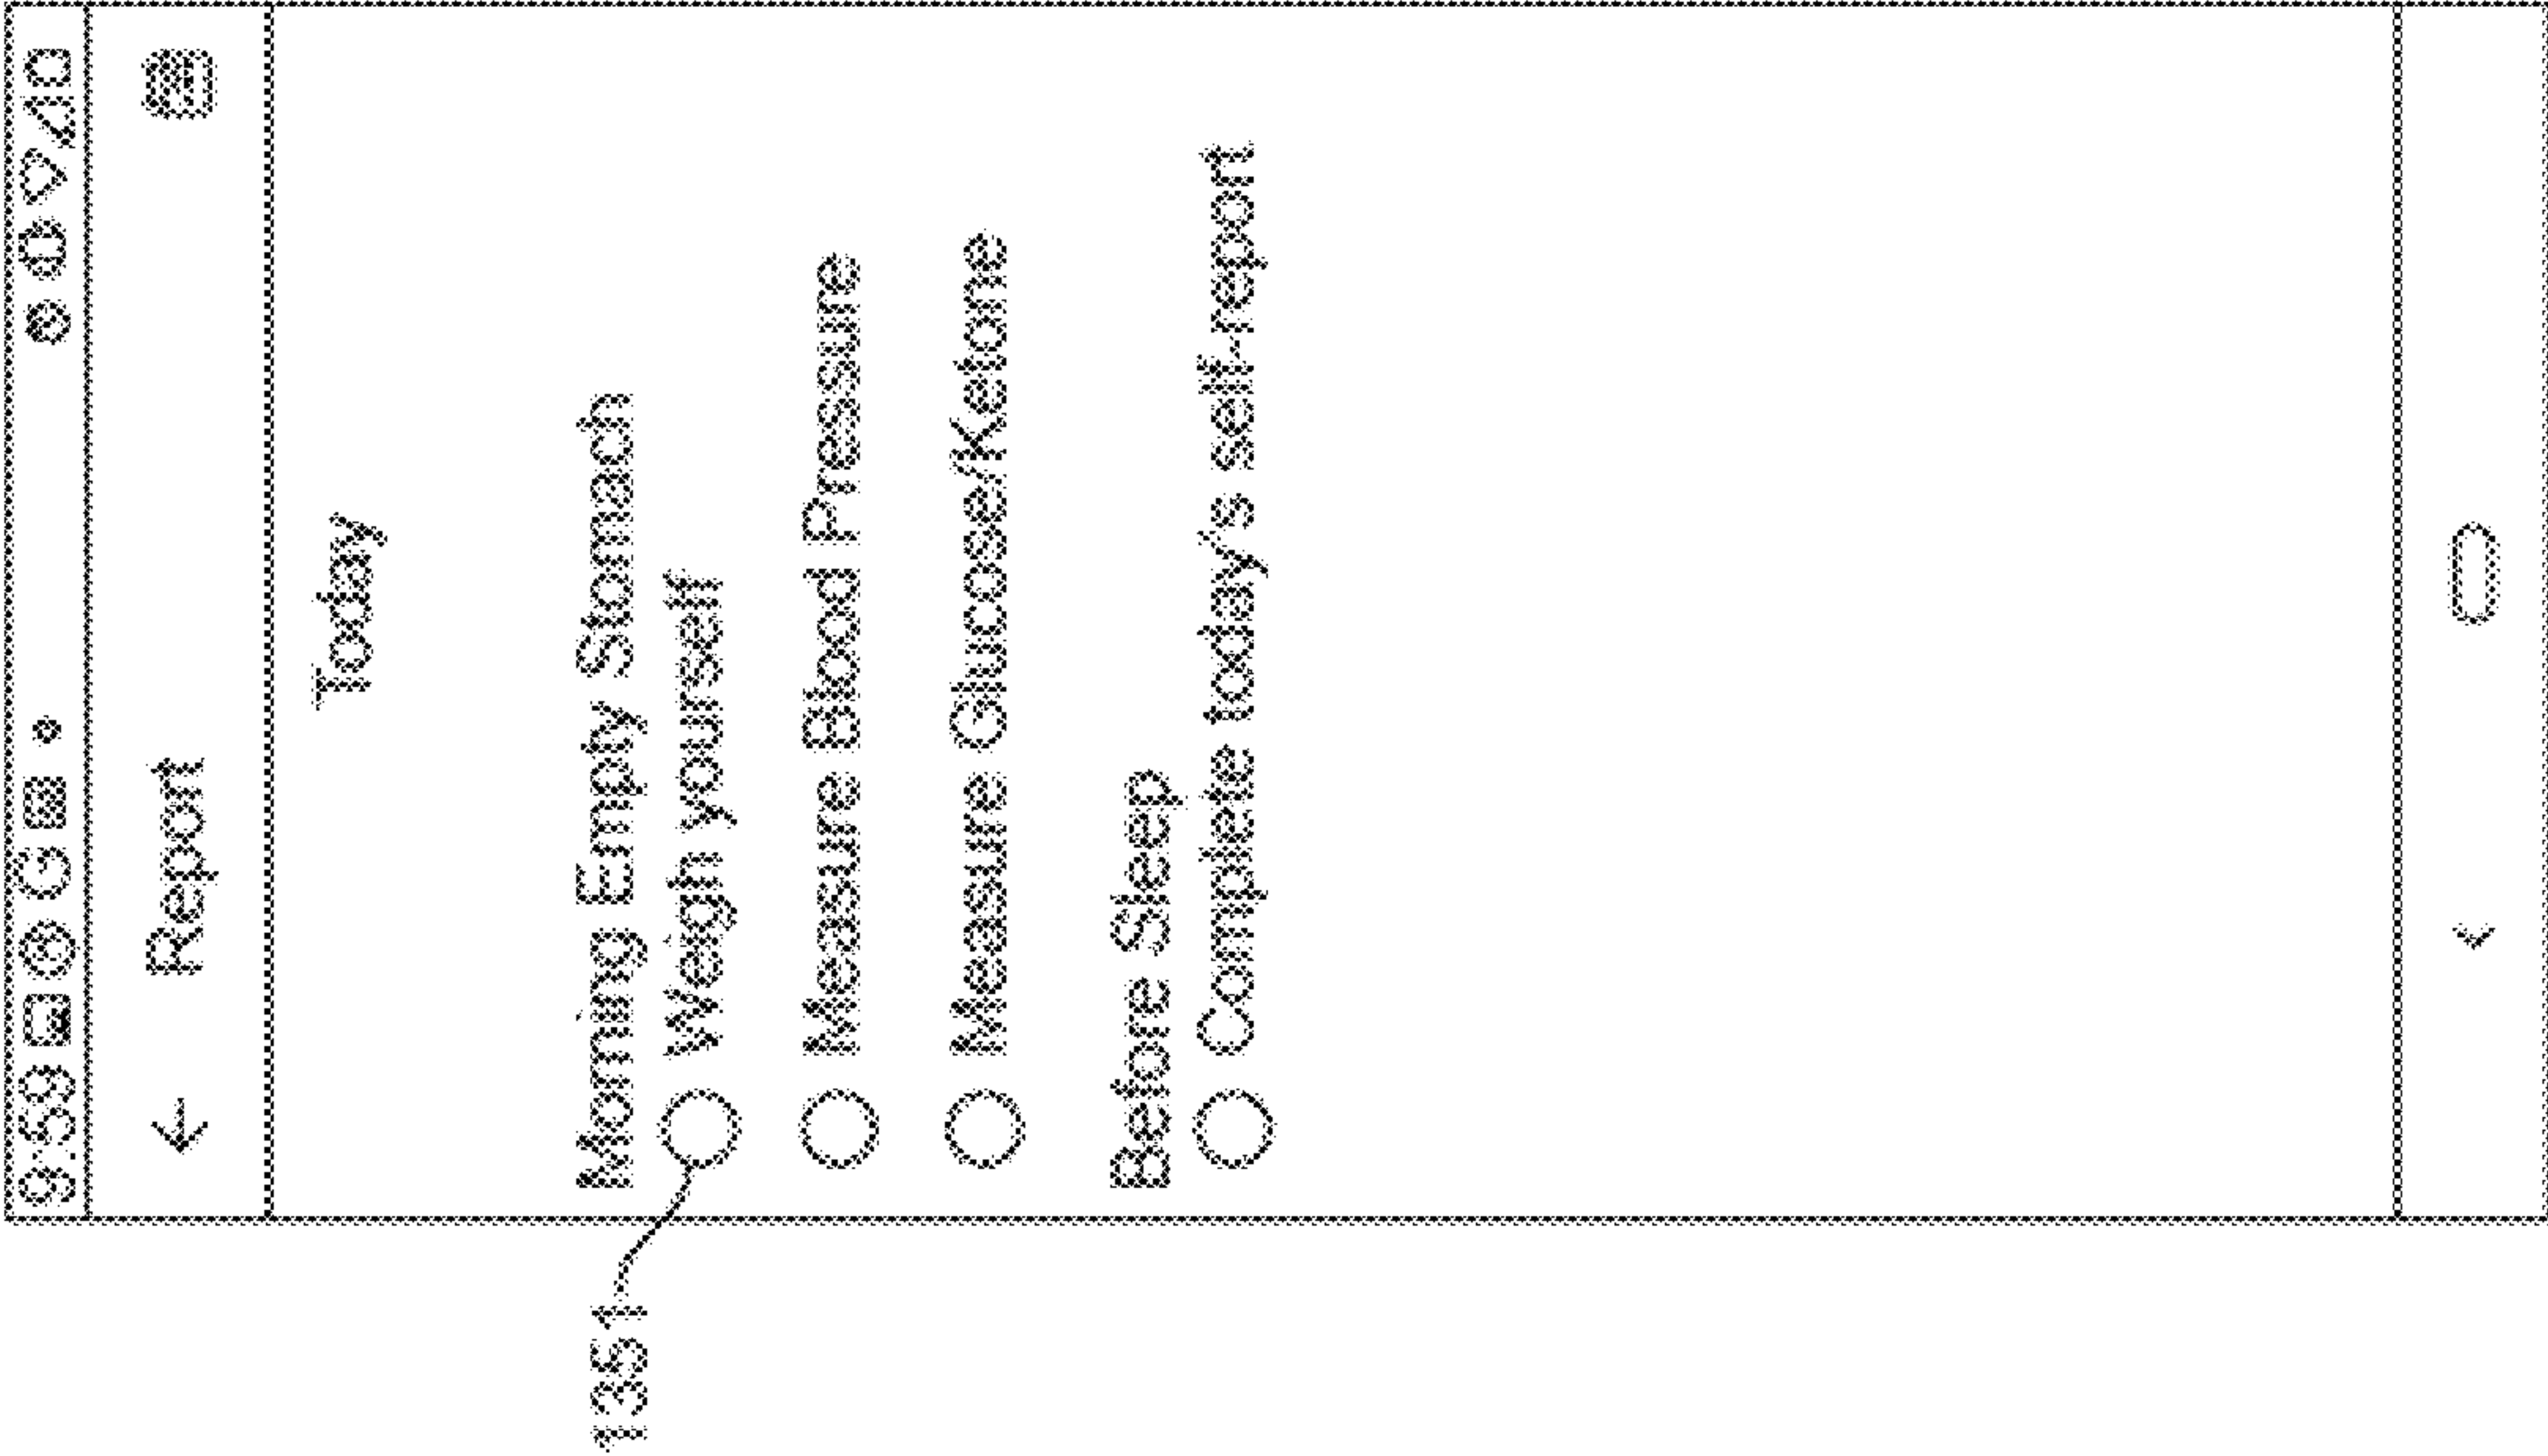 9:59
Report
Today
Morning Empty Stomach
1351
Weigh yourself
Measure Blood Pressure
Measure Glucose/Ketone
Before Sleep
Complete today's self-report